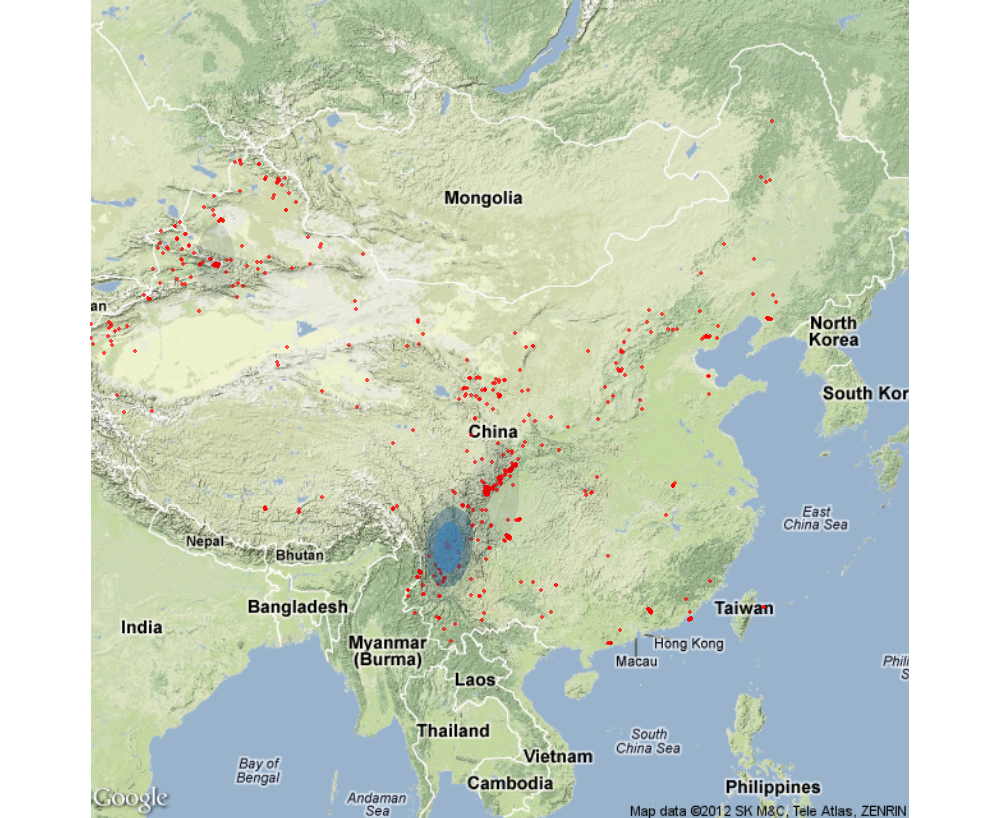 Mongolia
an
North
Korea
South Kor
China
East
China Sea
Nepal
Bhutan
Bangladesh
Taiwan
India
Myanmar
(Burma)
Hong Kong
Macau
Laos
Phili
S
Thailand
South
China Sea
Vietnam
Bay of
Bengal
Cambodia
Philippines
Google
Andaman
Sea
Map data ©2012 SK M&C, Tele Atlas, ZENRIN